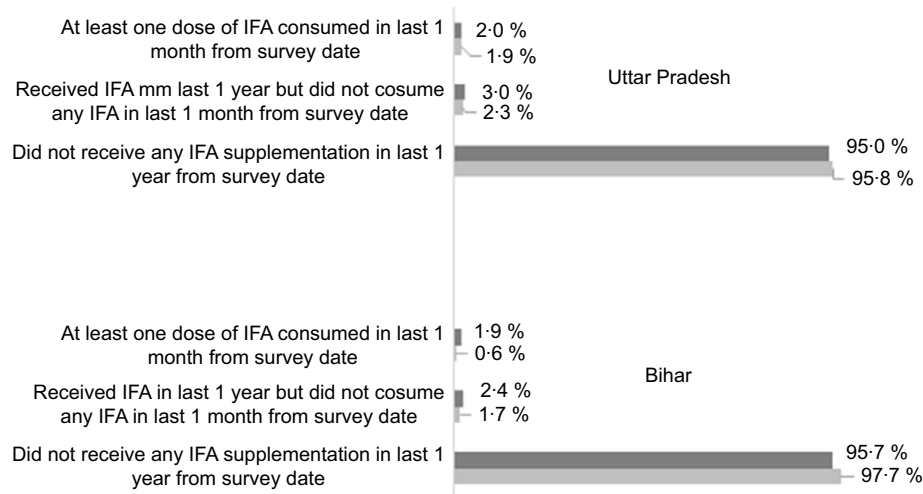 At least one dose of IFA consumed in last 1
month from survey date
2·0 %
1·9 %
Uttar Pradesh
Received IFA mm last 1 year but did not cosume
any IFA in last 1 month from survey date
3·0 %
2·3 %
Did not receive any IFA supplementation in last 1
year from survey date
95·0 %
95·8 %
At least one dose of IFA consumed in last 1
month from survey date
1·9 %
0·6 %
Bihar
Received IFA in last 1 year but did not cosume
any IFA in last 1 month from survey date
2·4 %
1·7 %
Did not receive any IFA supplementation in last 1
year from survey date
95·7 %
97·7 %